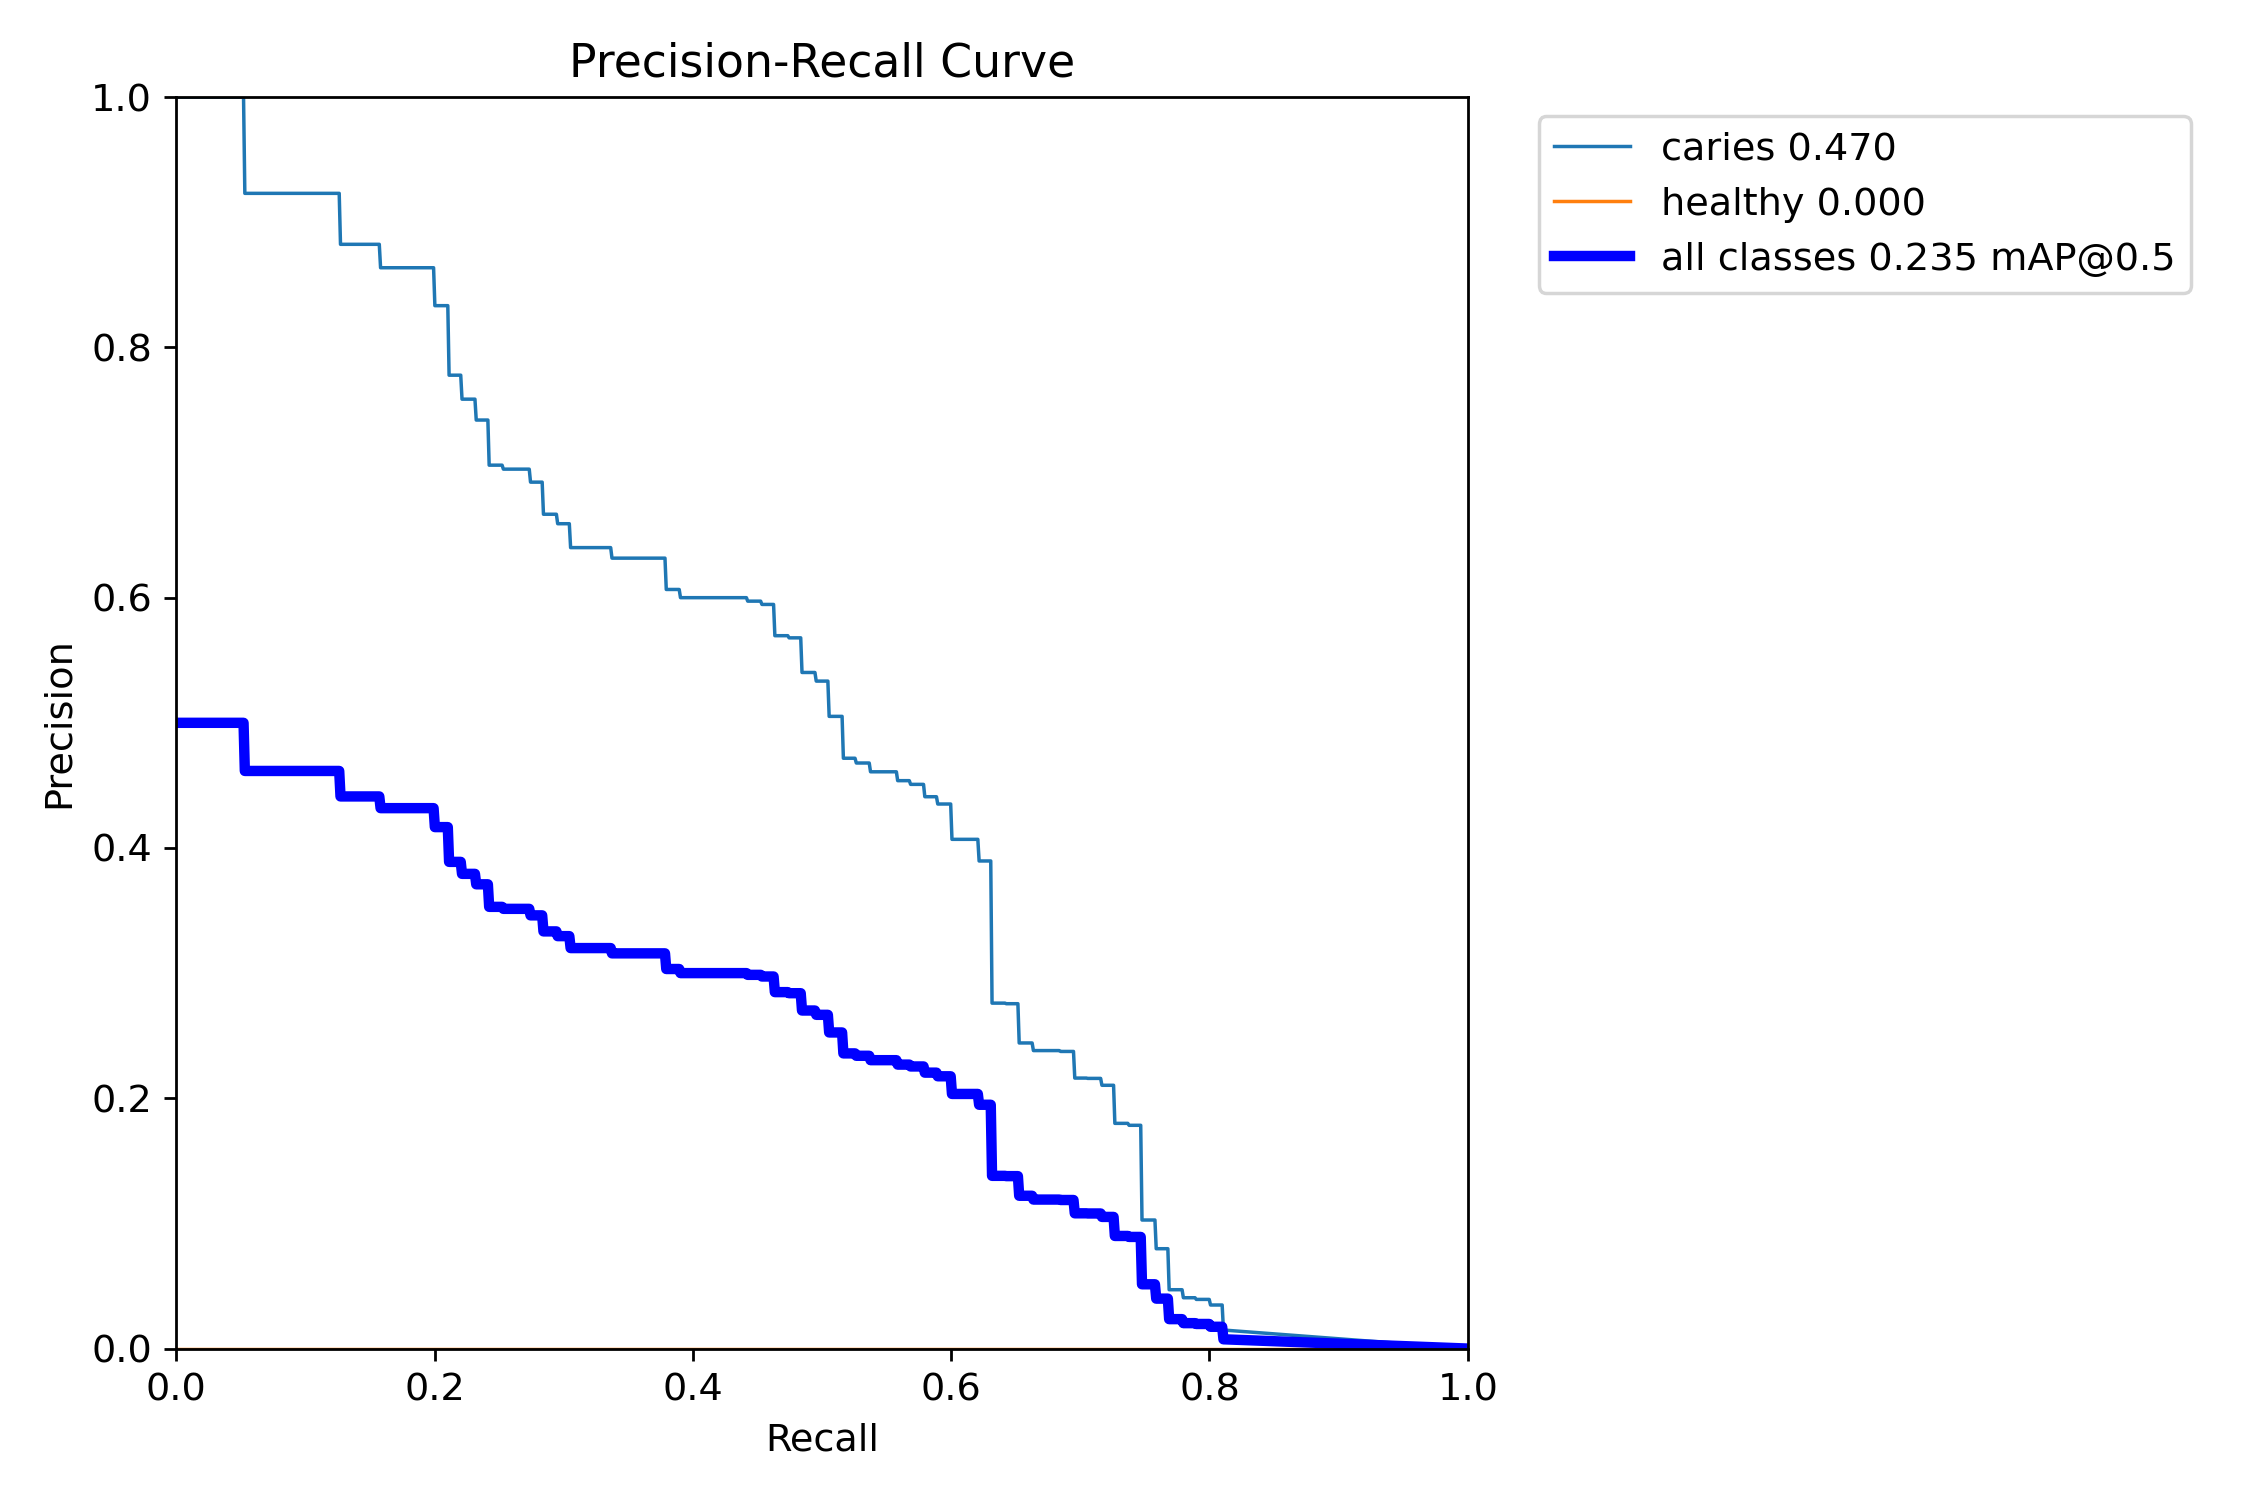 Precision-Recall Curve
1.0
0.8
0.6
0.4
0.2
0.0
Precision
0.0 0.2 0.4 0.6 0.8 1.0
Recall
caries 0.470
healthy 0.000
all classes 0.235 mAP@0.5